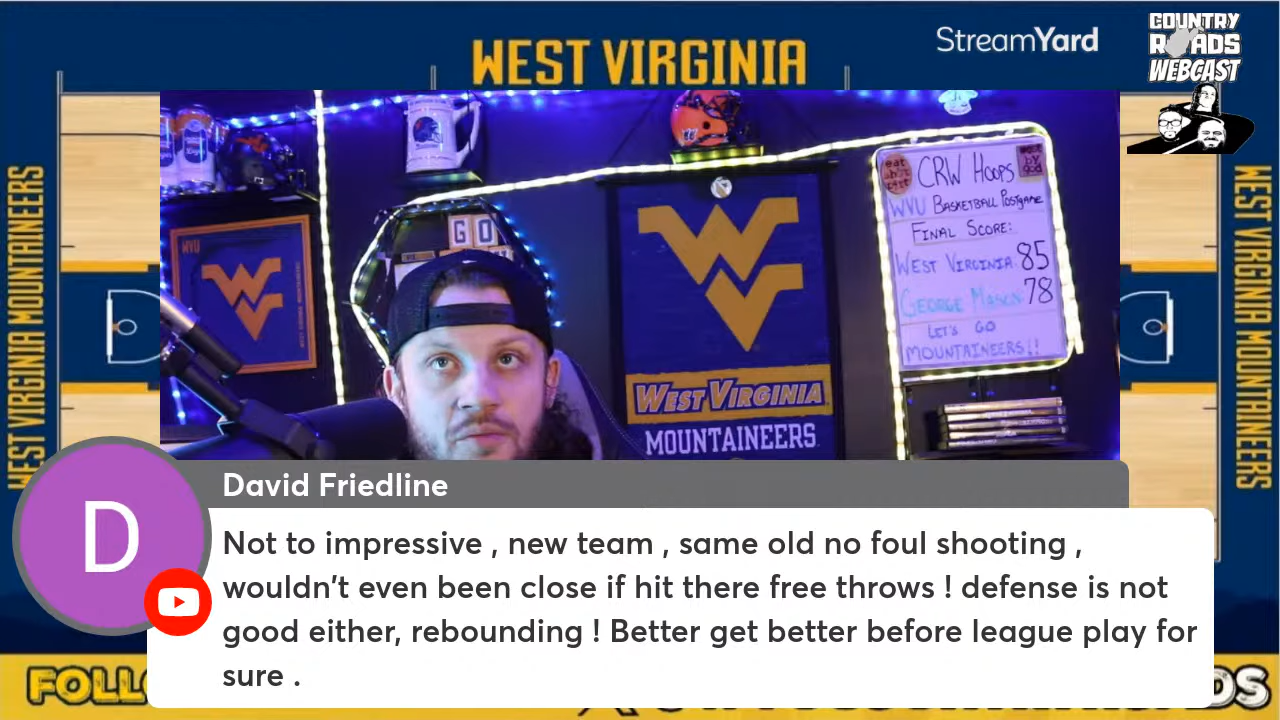 StreamYard
COUNTRY
ROADS
WEBCAST
WEST VIRGINIA
WEST VIRGINIA MOUNTAINEERS
WEST VIRGINIA MOUNTAINEERS
WVU
GO
WEST VIRGINIA
MOUNTAINEERS
CRW HOOPS
WVU BASKETBALL POSTGAME
FINAL SCORE:
WEST VIRGINIA 85
GEORGE MASON 78
LET'S GO
MOUNTAINEERS!!
D
David Friedline
Not to impressive , new team , same old no foul shooting ,
wouldn't even been close if hit there free throws ! defense is not
good either, rebounding ! Better get better before league play for
sure .